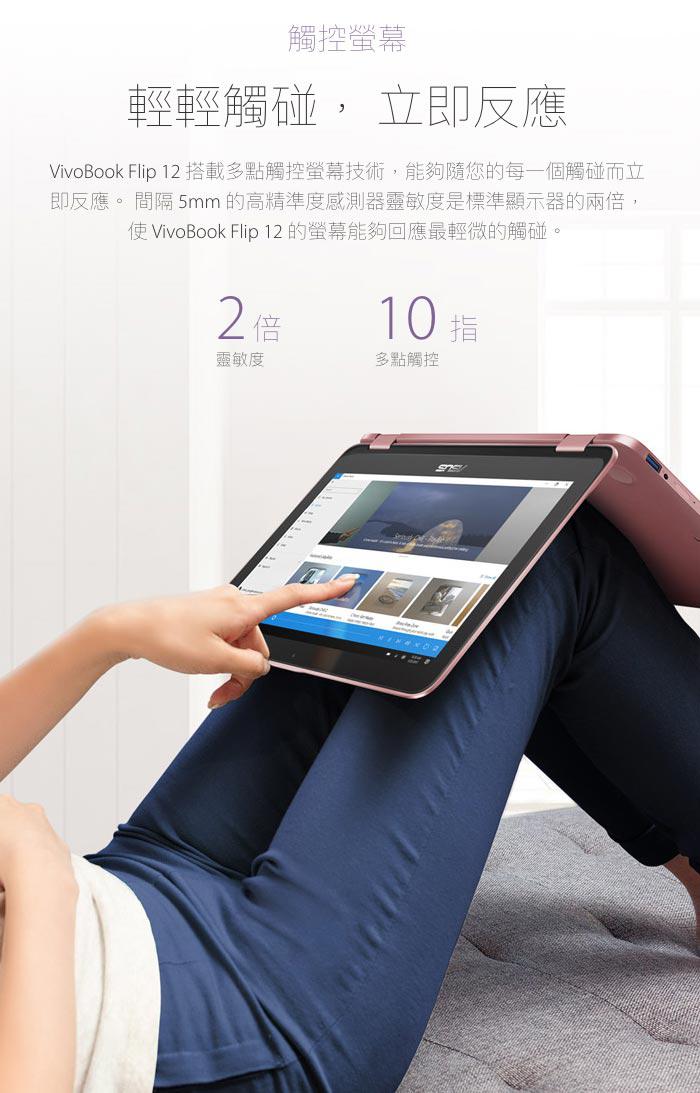 觸控螢幕
輕輕觸碰，立即反應
VivoBook Flip 12 搭載多點觸控螢幕技術，能夠隨您的每一個觸碰而立
即反應。 間隔 5mm 的高精準度感測器靈敏度是標準顯示器的兩倍，
使 VivoBook Flip 12 的螢幕能夠回應最輕微的觸碰。
2 倍
靈敏度
10 指
多點觸控